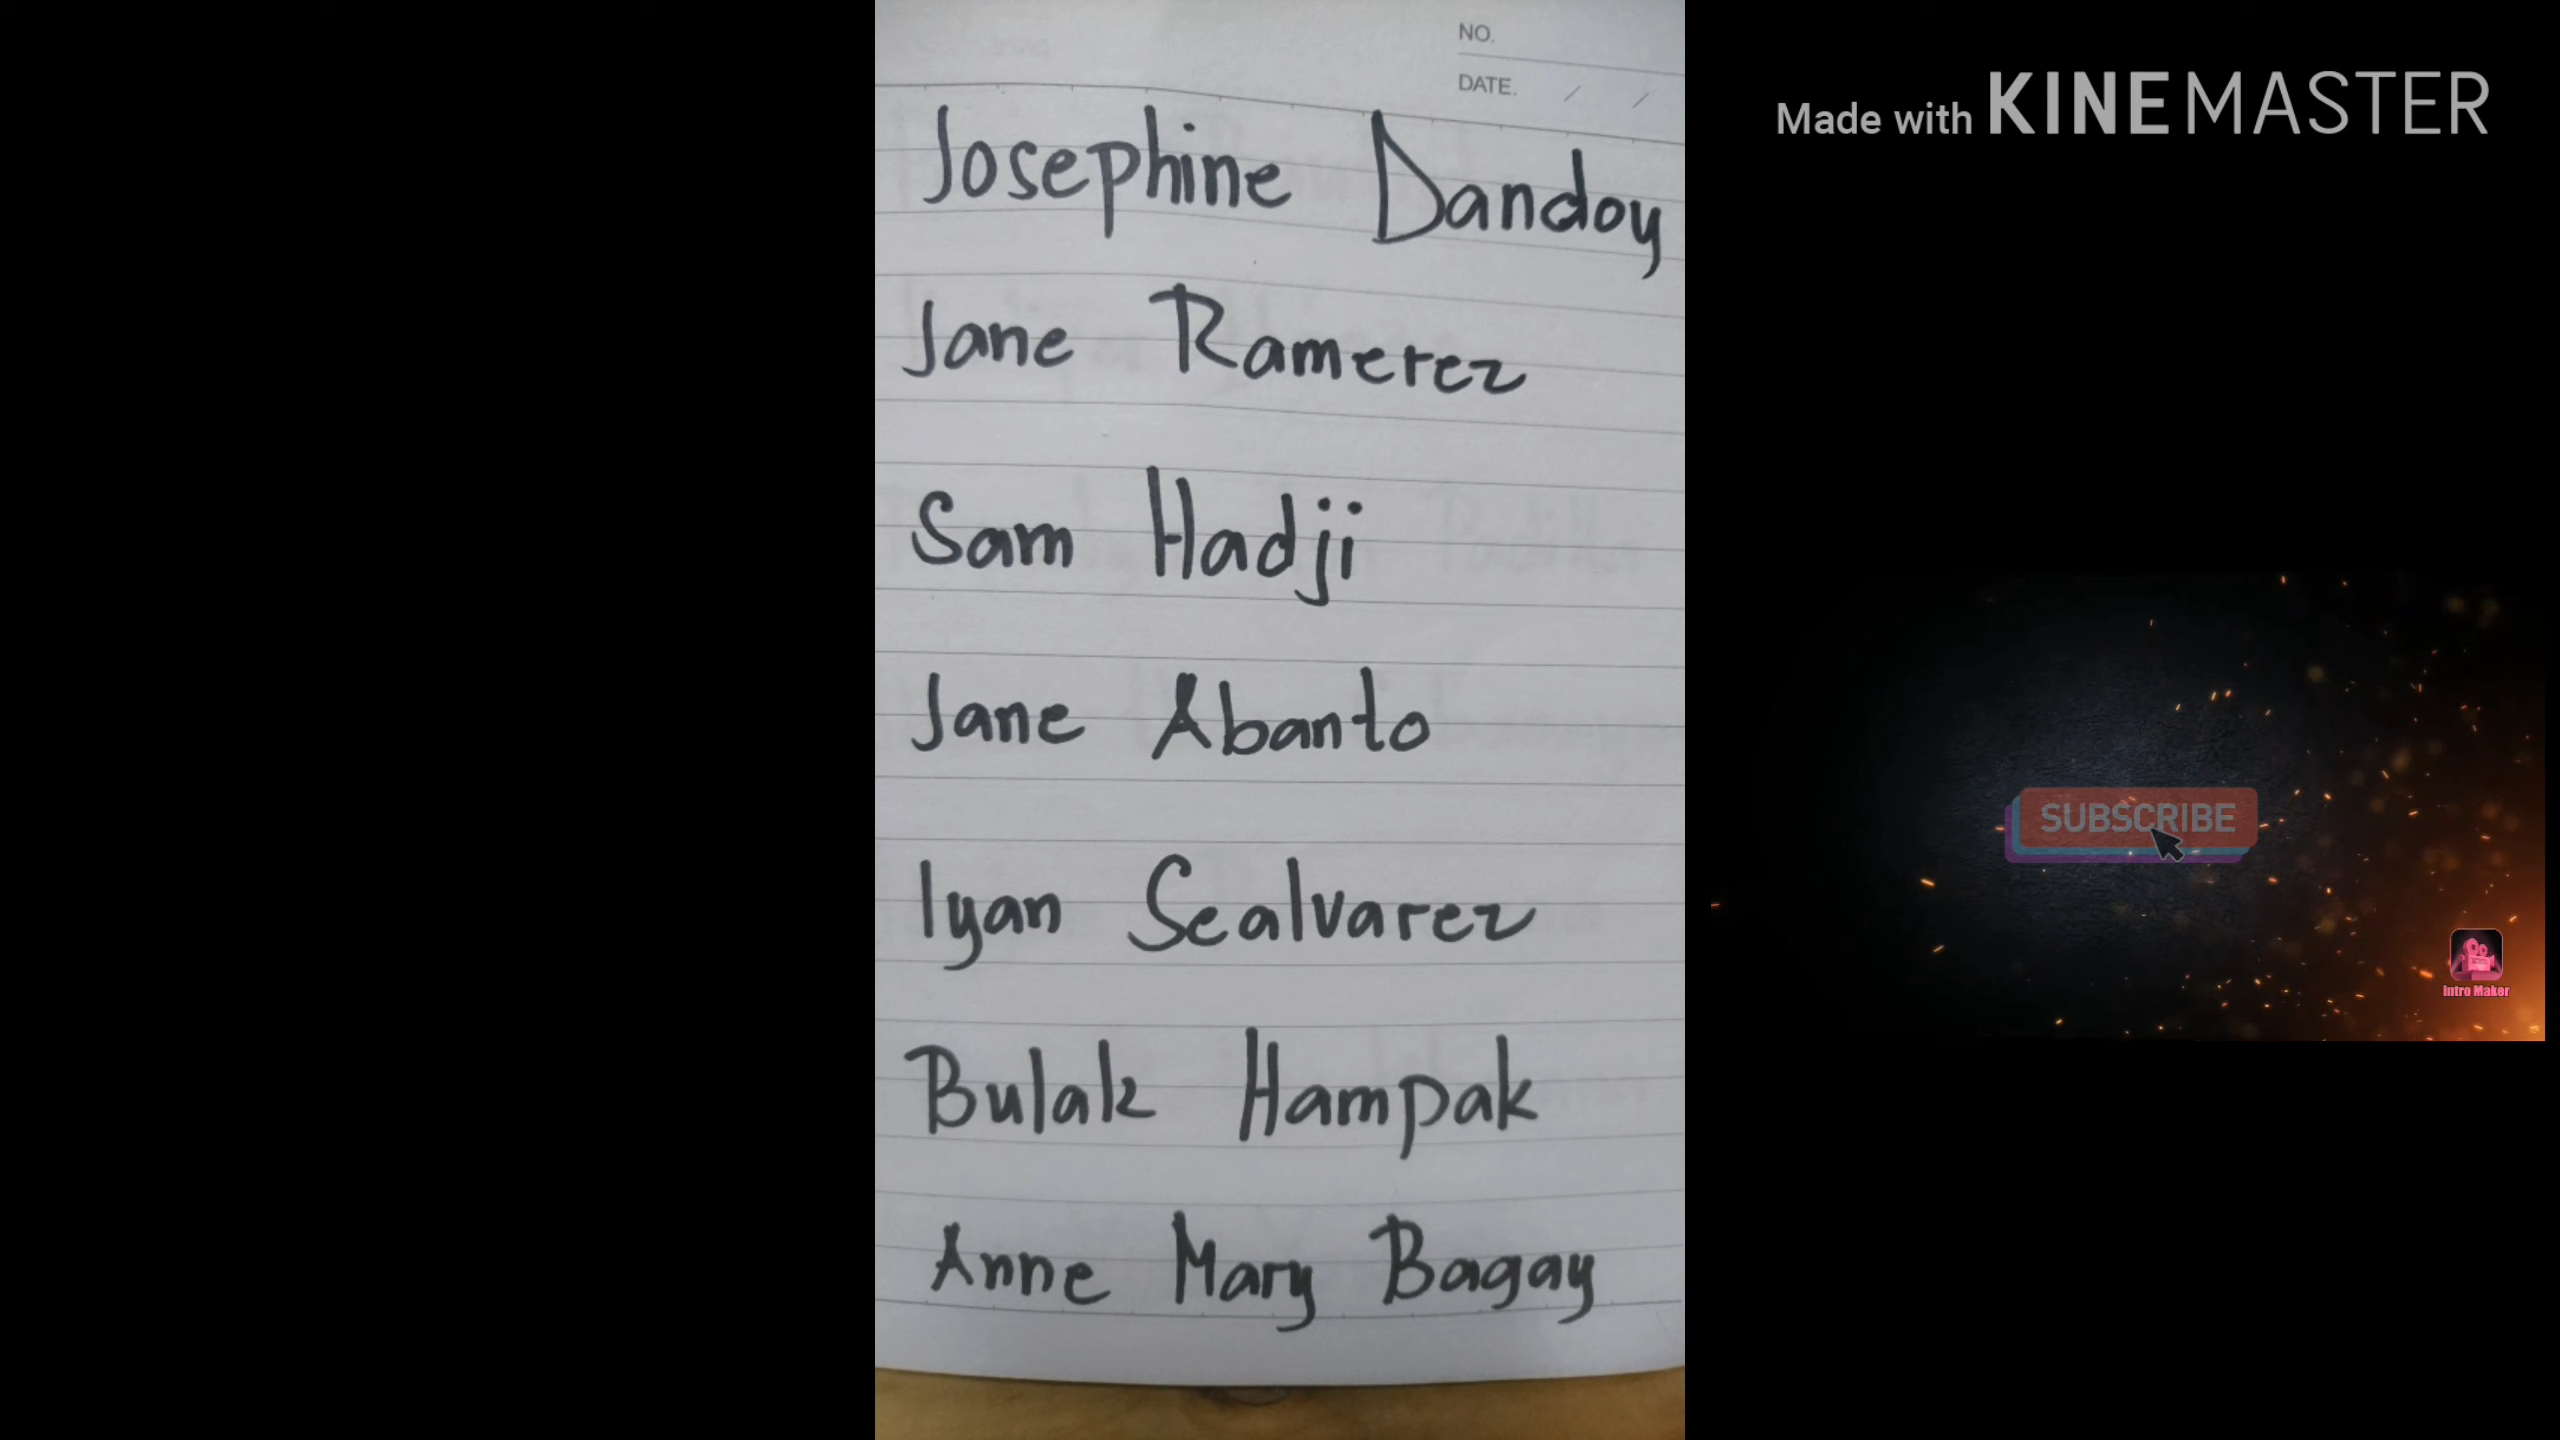 NO.
DATE. / /
Josephine Dandoy
Jane Ramerez
Sam Hadji
Jane Abanto
Iyan Sealvarez
Bulak Hampak
Anne Mary Bagay
Made with KINEMASTER
SUBSCRIBE
Intro Maker